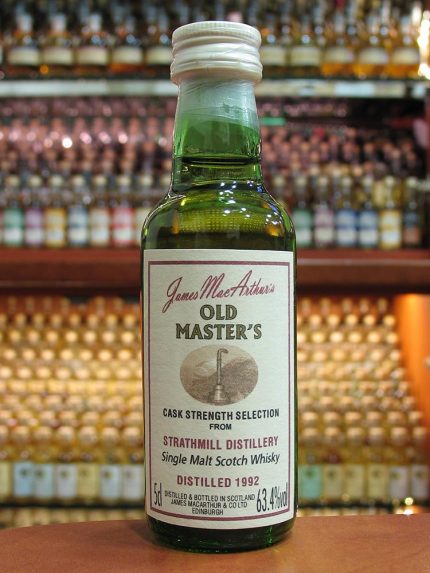 James MacArthur's
OLD
MASTER'S
CASK STRENGTH SELECTION
FROM
STRATHMILL DISTILLERY
Single Malt Scotch Whisky
DISTILLED 1992
5cl DISTILLED & BOTTLED IN SCOTLAND 63.4%vol
JAMES MACARTHUR & CO LTD
EDINBURGH